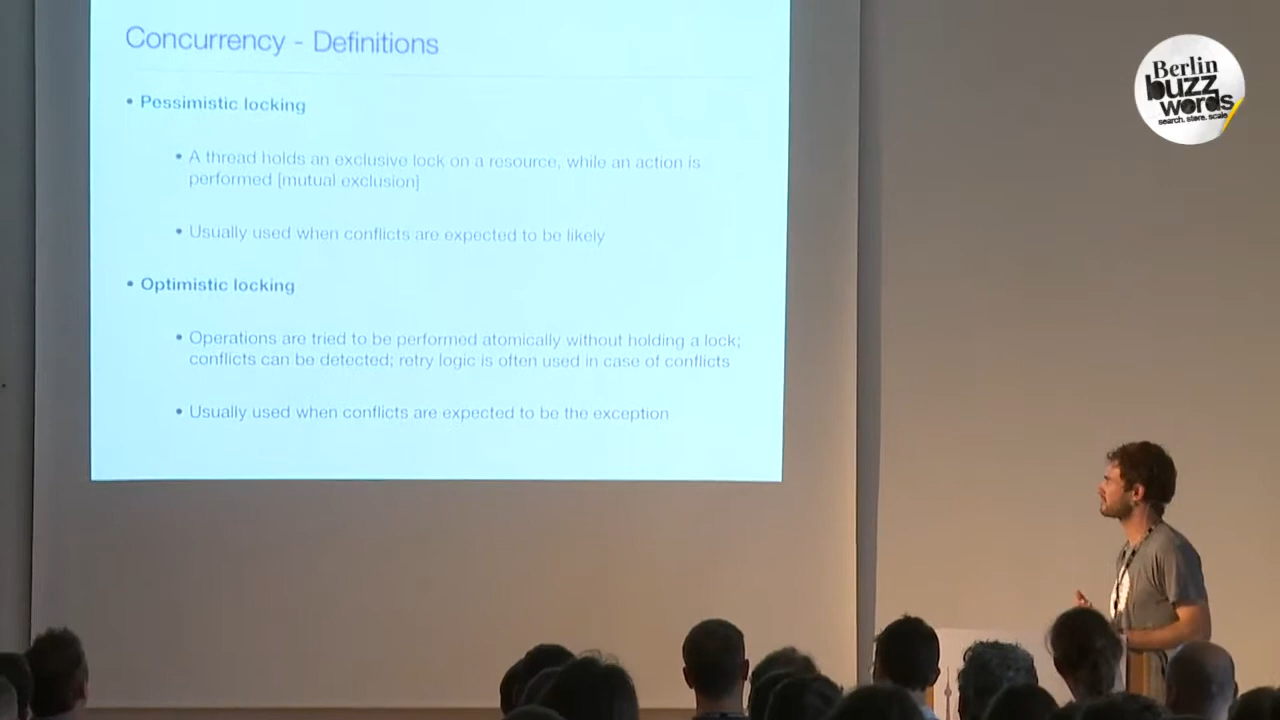 Concurrency - Definitions
• Pessimistic locking
• A thread holds an exclusive lock on a resource, while an action is
performed [mutual exclusion]
• Usually used when conflicts are expected to be likely
• Optimistic locking
• Operations are tried to be performed atomically without holding a lock;
conflicts can be detected; retry logic is often used in case of conflicts
• Usually used when conflicts are expected to be the exception
Berlin
buzz
words
search. store. scale